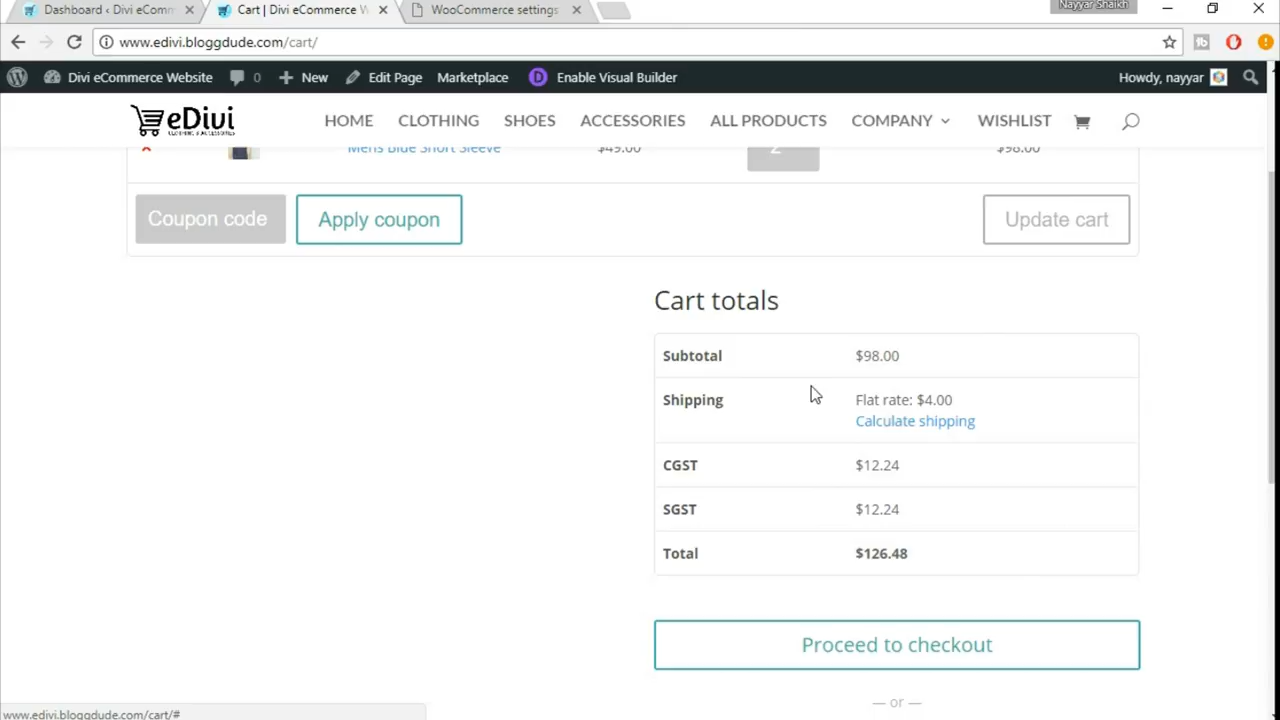 Nayyar Shaikh
Dashboard ‹ Divi eComm
Cart | Divi eCommerce W
WooCommerce settings
www.edivi.bloggdude.com/cart/
Divi eCommerce Website 0 New Edit Page Marketplace D Enable Visual Builder Howdy, nayyar
eDivi
CLOTHING & ACCESSORIES
HOME CLOTHING SHOES ACCESSORIES ALL PRODUCTS COMPANY WISHLIST
Mens Blue Short Sleeve $49.00 2 $98.00
Coupon code Apply coupon Update cart
Cart totals
Subtotal $98.00
Shipping Flat rate: $4.00
Calculate shipping
CGST $12.24
SGST $12.24
Total $126.48
Proceed to checkout
— or —
www.edivi.bloggdude.com/cart/#